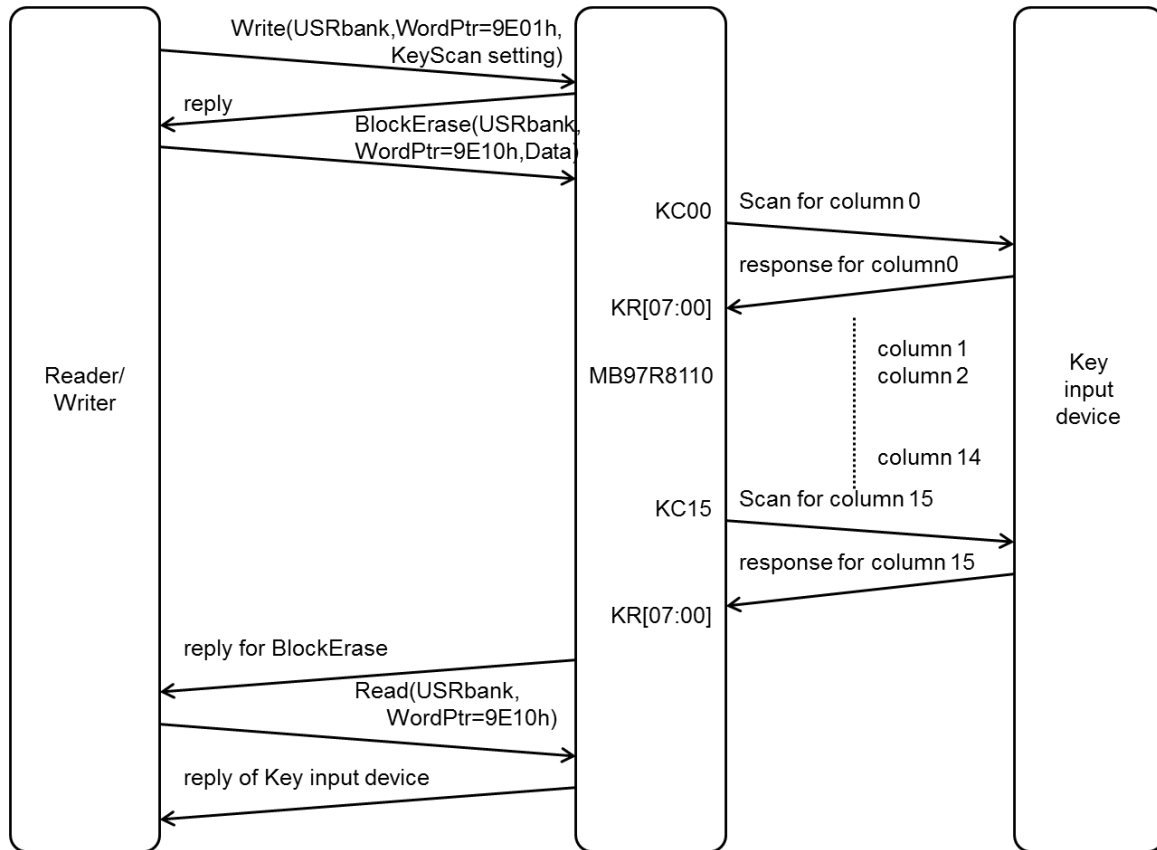 Write(USRbank,WordPtr=9E01h,
KeyScan setting)
reply
BlockErase(USRbank,
WordPtr=9E10h,Data)
KC00
Scan for column 0
response for column0
KR[07:00]
column 1
column 2
Reader/
Writer
MB97R8110
Key
input
device
column 14
KC15
Scan for column 15
response for column 15
KR[07:00]
reply for BlockErase
Read(USRbank,
WordPtr=9E10h)
reply of Key input device